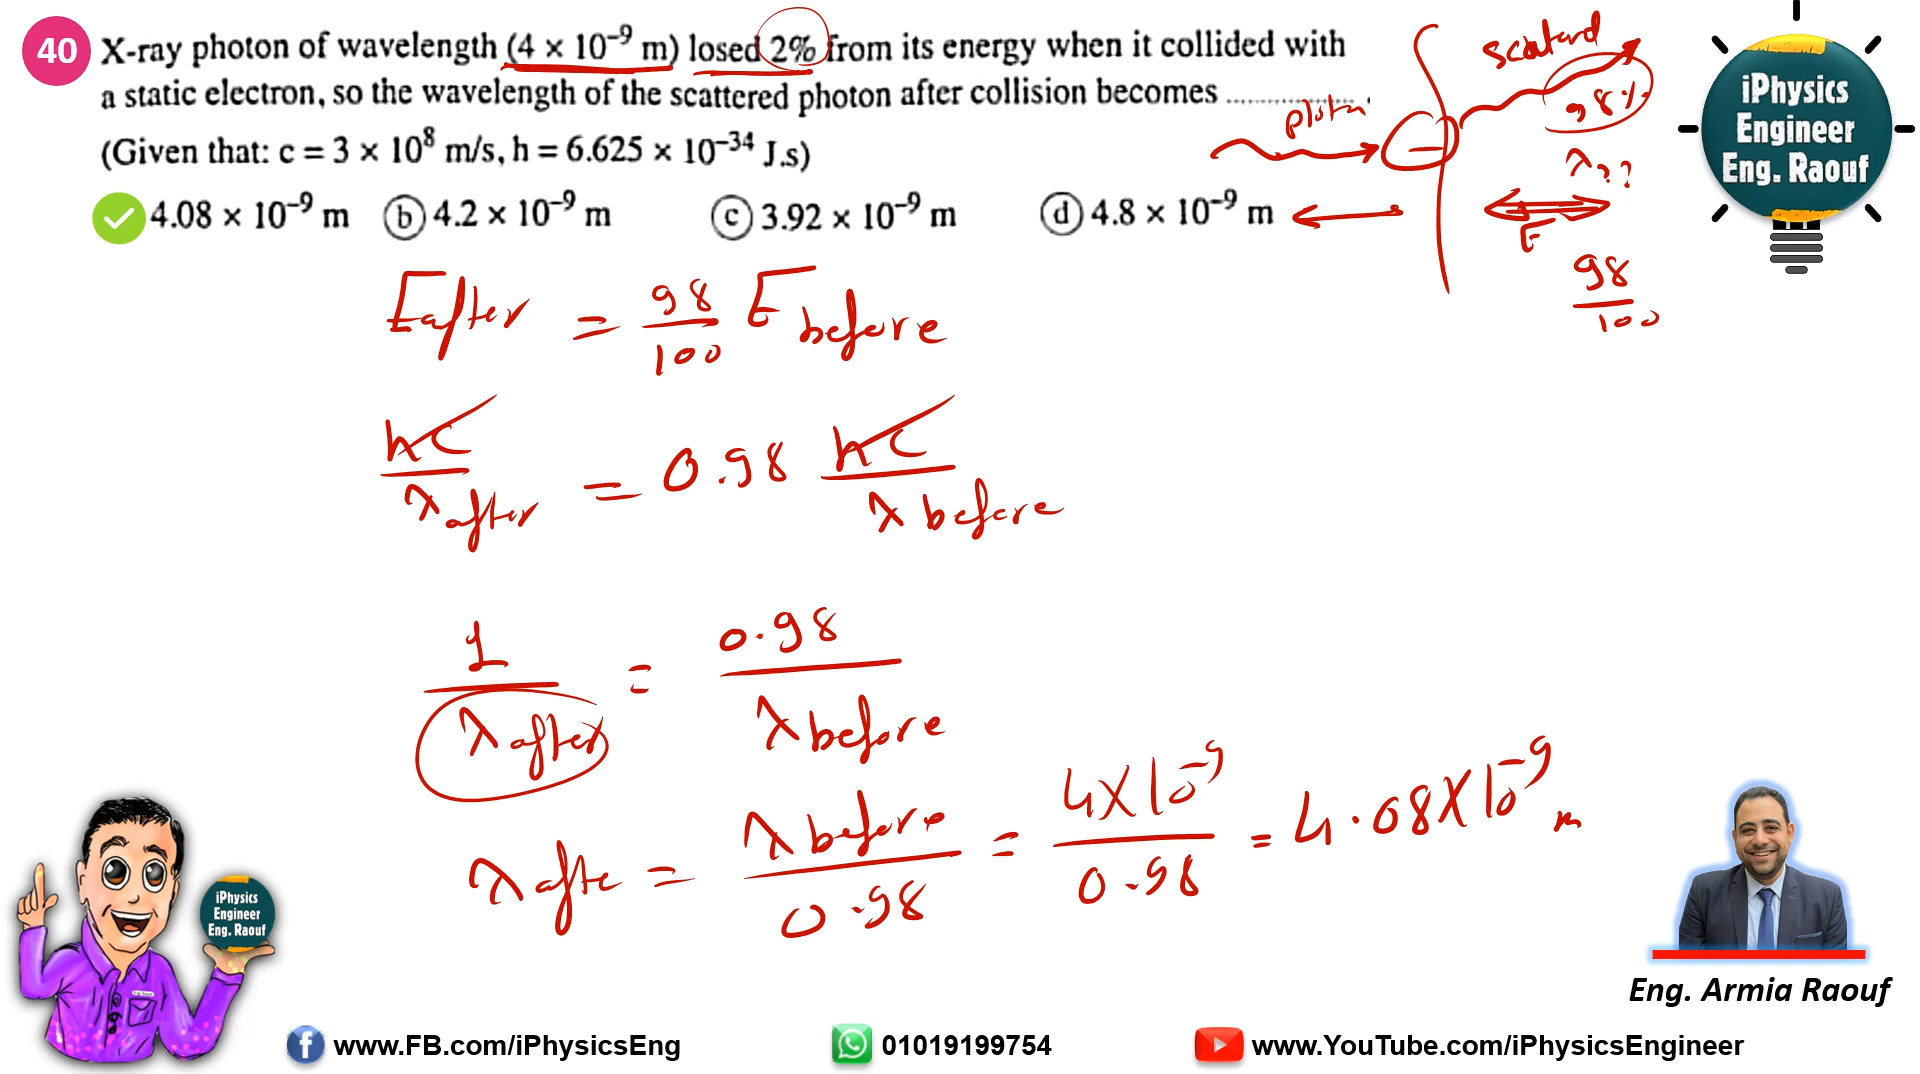 40 X-ray photon of wavelength (4 × 10⁻⁹ m) losed 2% from its energy when it collided with
a static electron, so the wavelength of the scattered photon after collision becomes ...................
(Given that: c = 3 × 10⁸ m/s, h = 6.625 × 10⁻³⁴ J.s)
4.08 × 10⁻⁹ m ⓑ 4.2 × 10⁻⁹ m ⓒ 3.92 × 10⁻⁹ m ⓓ 4.8 × 10⁻⁹ m
scatterd
98%
photon
−
λ??
E
98/100
iPhysics
Engineer
Eng. Raouf
E after = 98/100 E before
hc/λ after = 0.98 hc/λ before
1/λ after = 0.98/λ before
λ afte = λ before/0.98 = 4×10⁻⁹/0.98 = 4.08×10⁻⁹ m
iPhysics
Engineer
Eng. Raouf
Eng. Armia Raouf
www.FB.com/iPhysicsEng 01019199754 www.YouTube.com/iPhysicsEngineer